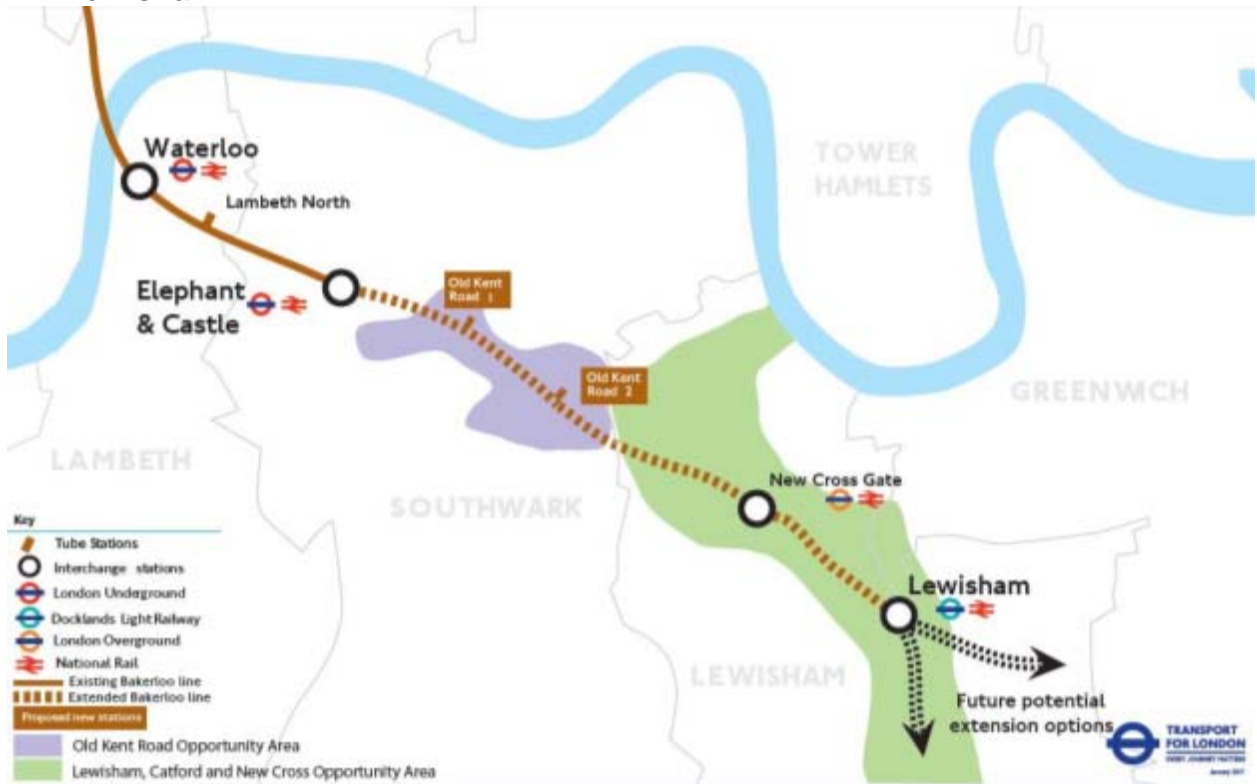 Waterloo
Lambeth North
Elephant
& Castle
Old Kent
Road 1
Old Kent
Road 2
TOWER
HAMLETS
GREENWICH
LAMBETH
SOUTHWARK
New Cross Gate
Lewisham
LEWISHAM
Future potential
extension options
Key
Tube Stations
Interchange stations
London Underground
Docklands Light Railway
London Overground
National Rail
Existing Bakerloo line
Extended Bakerloo line
Proposed new stations
Old Kent Road Opportunity Area
Lewisham, Catford and New Cross Opportunity Area
TRANSPORT
FOR LONDON
EVERY JOURNEY MATTERS